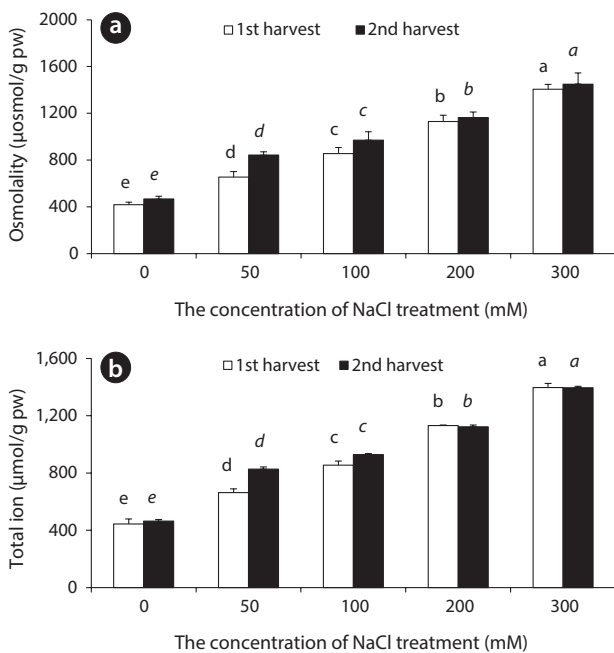 a
1st harvest 2nd harvest
Osmolality (µosmol/g pw)
2000
1600
1200
800
400
0
e e d d c c b b a a
0 50 100 200 300
The concentration of NaCl treatment (mM)
b
1st harvest 2nd harvest
Total ion (µmol/g pw)
1,600
1,200
800
400
0
e e d d c c b b a a
0 50 100 200 300
The concentration of NaCl treatment (mM)